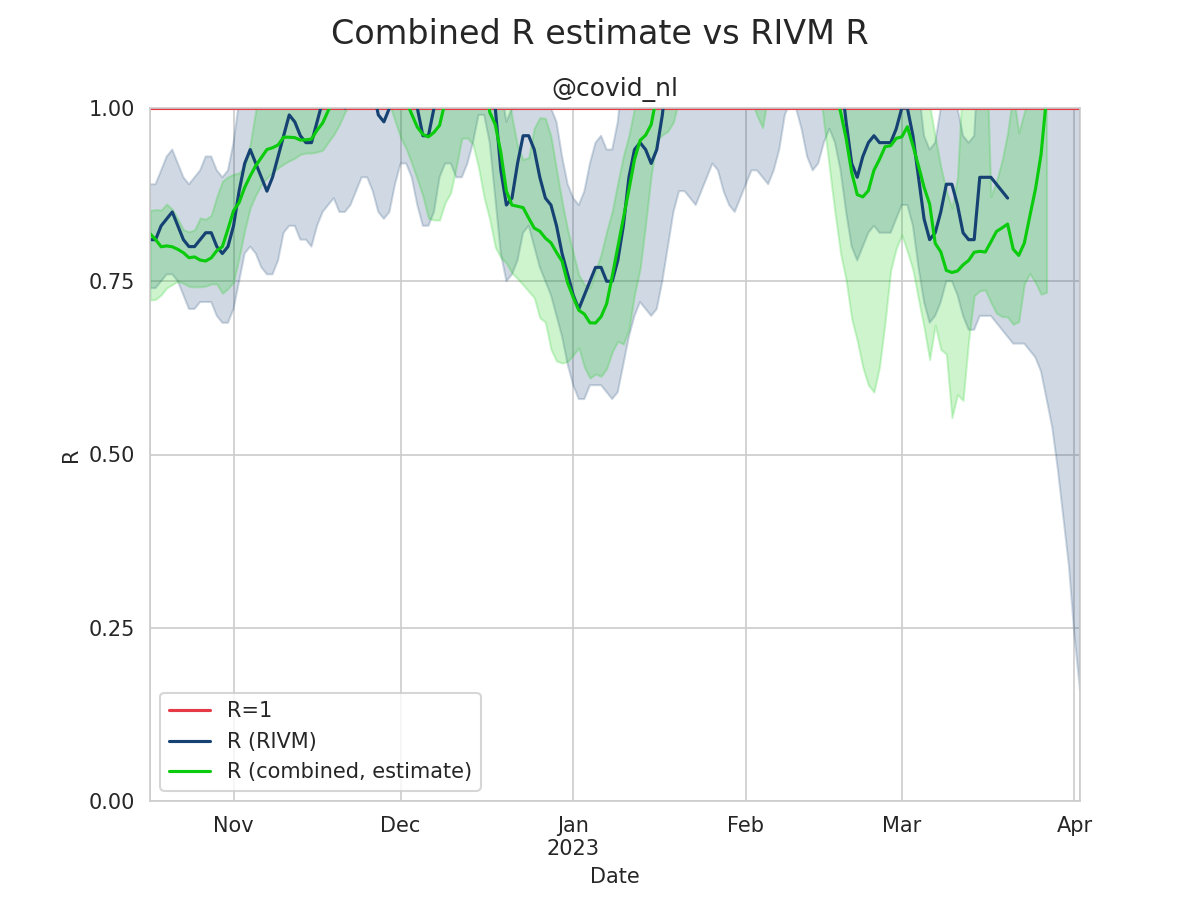 Combined R estimate vs RIVM R
@covid_nl
1.00
0.75
0.50
0.25
0.00
R
R=1
R (RIVM)
R (combined, estimate)
Nov
Dec
Jan
2023
Feb
Mar
Apr
Date